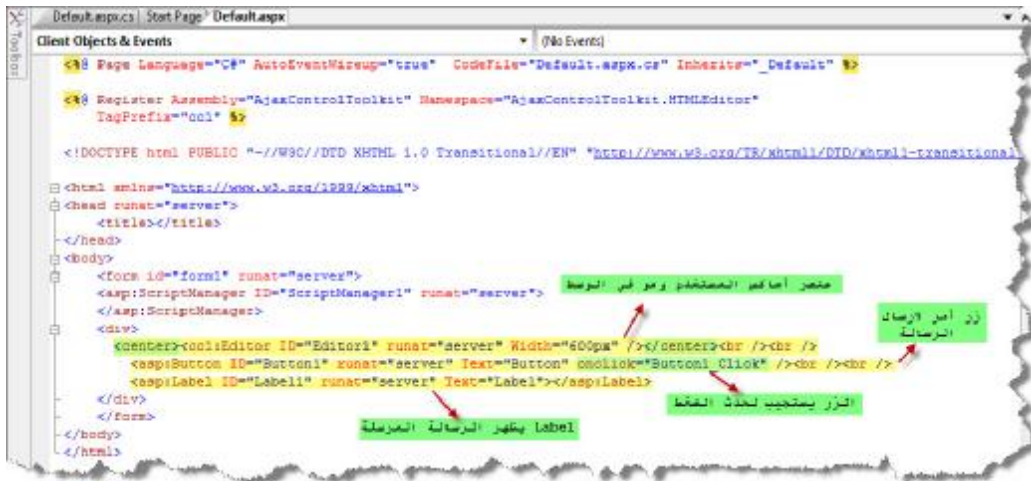 Default.aspx.cs Start Page* Default.aspx
Toolbox
Client Objects & Events (No Events)
<%@ Page Language="C#" AutoEventWireup="true" CodeFile="Default.aspx.cs" Inherits="_Default" %>
<%@ Register Assembly="AjaxControlToolkit" Namespace="AjaxControlToolkit.HTMLEditor"
TagPrefix="cc1" %>
<!DOCTYPE html PUBLIC "-//W3C//DTD XHTML 1.0 Transitional//EN" "http://www.w3.org/TR/xhtml1/DTD/xhtml1-transitional
<html xmlns="http://www.w3.org/1999/xhtml">
<head runat="server">
<title></title>
</head>
<body>
<form id="form1" runat="server">
عنصر أجاكس المستخدم وهو في الوسط
<asp:ScriptManager ID="ScriptManager1" runat="server">
</asp:ScriptManager>
زر أمر لارسال
الرسالة
<div>
<center><cc1:Editor ID="Editor1" runat="server" Width="600px" /></center><br /><br />
<asp:Button ID="Button1" runat="server" Text="Button" onclick="Button1_Click" /><br /><br />
<asp:Label ID="Label1" runat="server" Text="Label"></asp:Label>
</div>
الزر يستجيب لحدث الضغط
</form>
Label يظهر الرسالة المرسلة
</body>
</html>